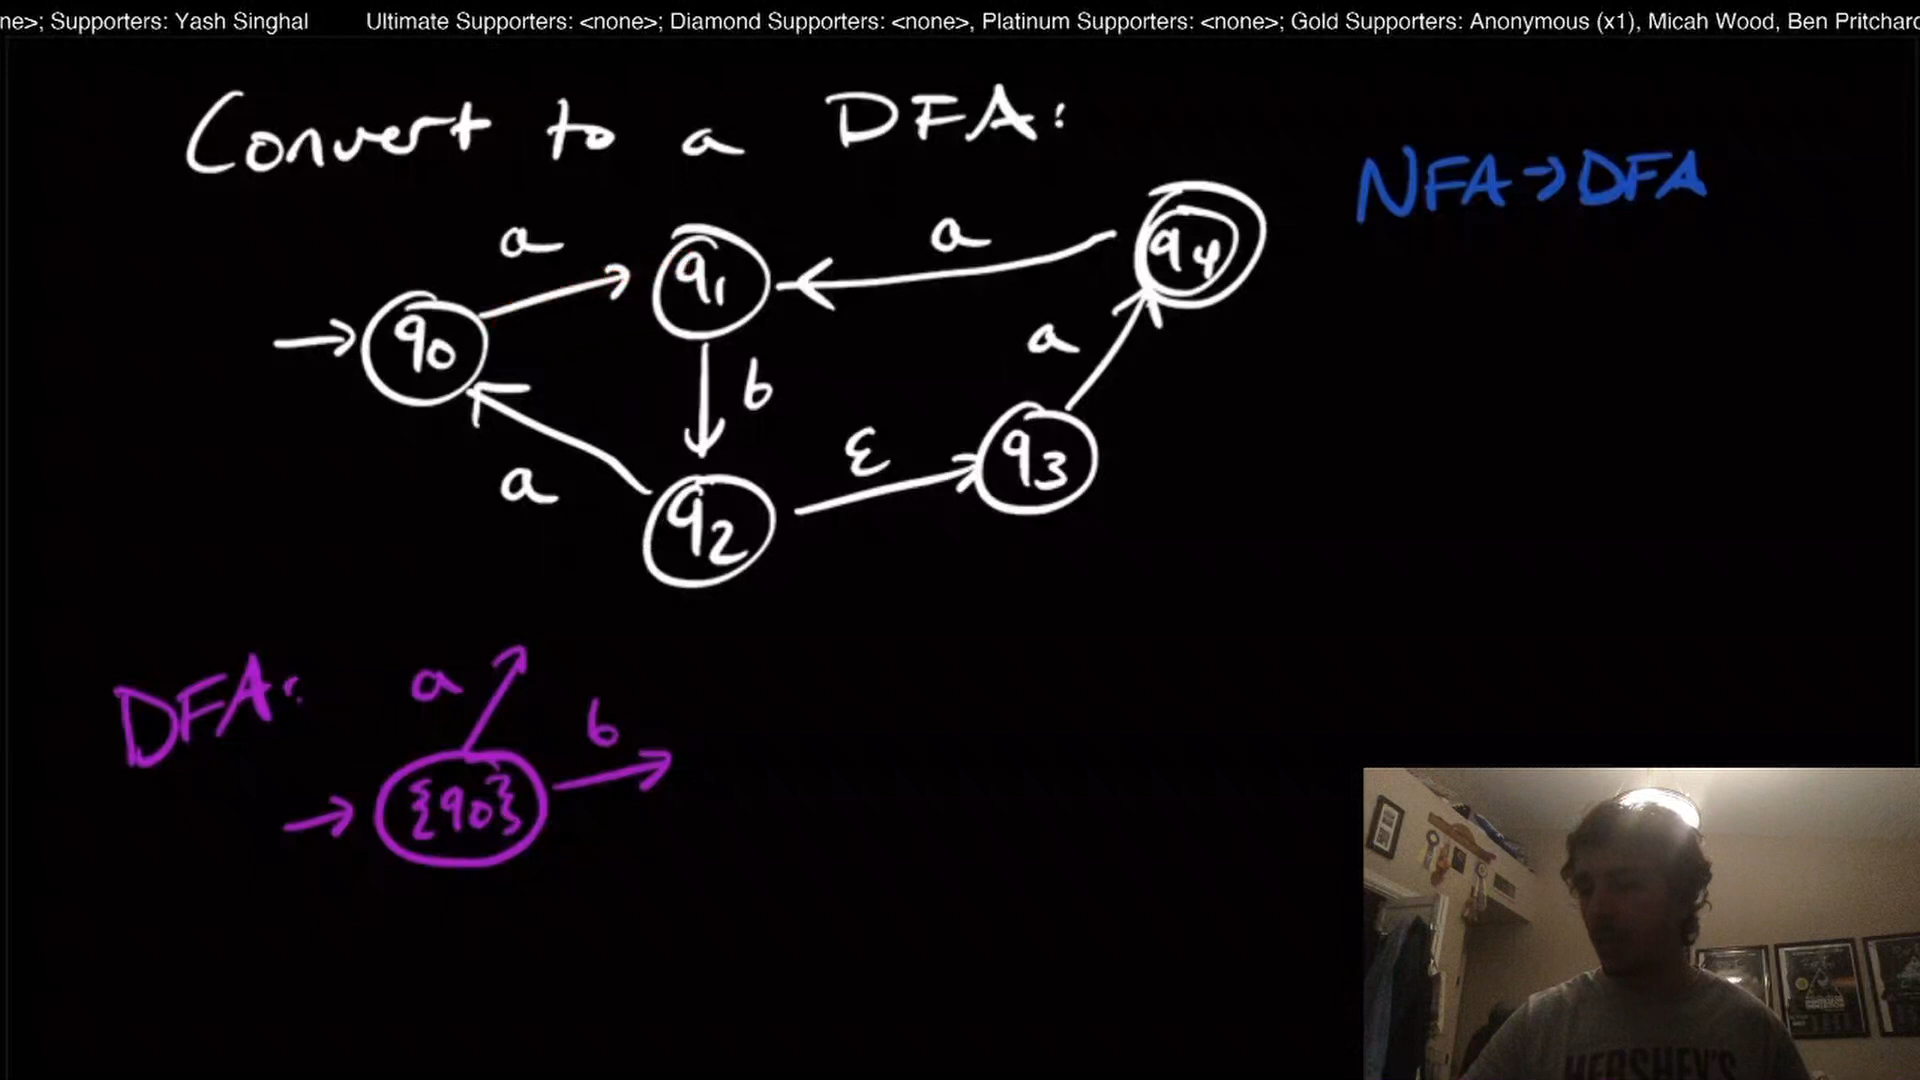 ne>; Supporters: Yash Singhal Ultimate Supporters: <none>; Diamond Supporters: <none>, Platinum Supporters: <none>; Gold Supporters: Anonymous (x1), Micah Wood, Ben Pritchard
Convert to a DFA:
NFA → DFA
a
q1
a
q4
q0
b
a
a
ε
q3
q2
DFA:
a
b
{q0}
HERSHEY'S